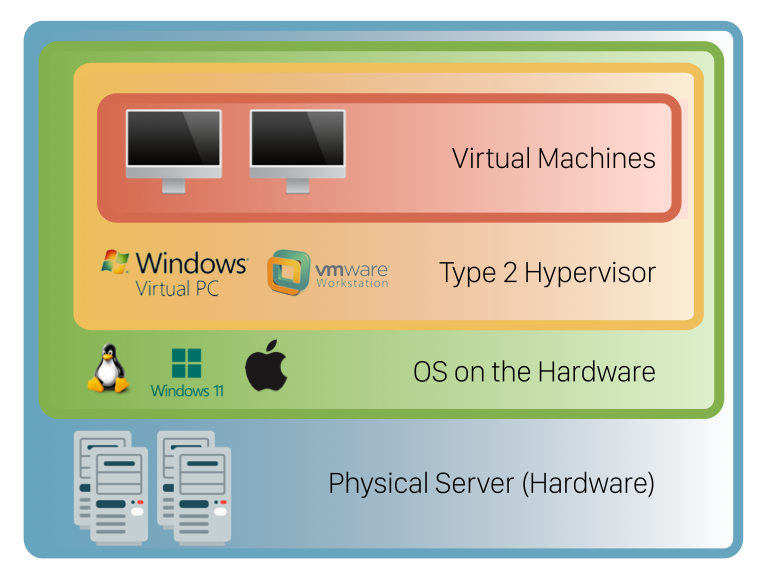 Virtual Machines
Windows
Virtual PC
vmware
Workstation
Type 2 Hypervisor
Windows 11
OS on the Hardware
Physical Server (Hardware)